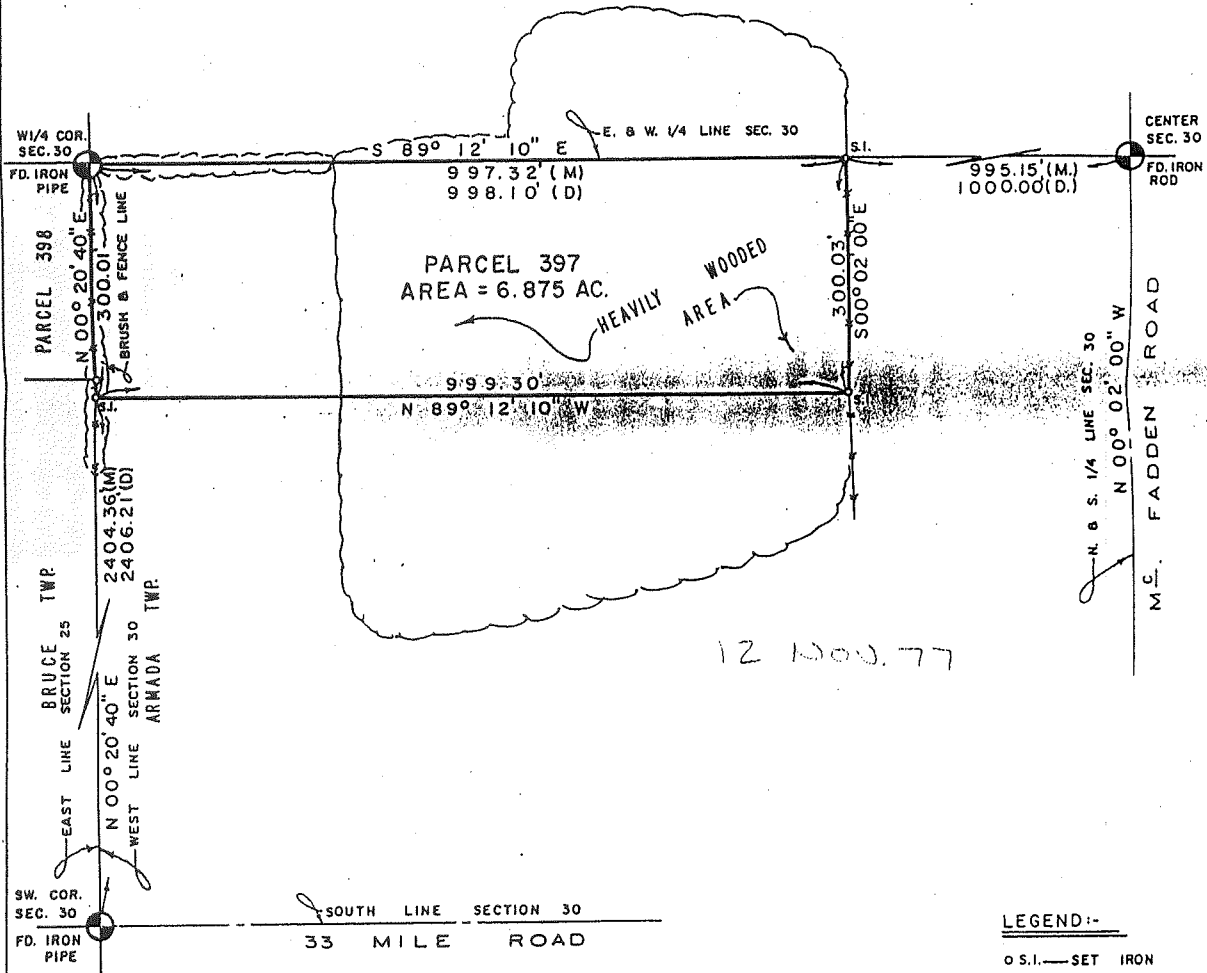 W1/4 COR.
SEC. 30
FD. IRON
PIPE
S 89° 12' 10" E
997.32' (M)
998.10' (D)
E. & W. 1/4 LINE SEC. 30
S.I.
995.15' (M.)
1000.00' (D.)
CENTER
SEC. 30
FD. IRON
ROD
PARCEL 398
N 00° 20' 40" E
300.01'
BRUSH & FENCE LINE
PARCEL 397
AREA = 6.875 AC.
HEAVILY WOODED
AREA
300.03'
S00° 02' 00" E
999.30'
N 89° 12' 10" W
S.I.
S.I.
N. & S. 1/4 LINE SEC. 30
N 00° 02' 00" W
Mc. FADDEN ROAD
2404.36'(M)
2406.21'(D)
BRUCE TWP.
EAST LINE SECTION 25
N 00° 20' 40" E
WEST LINE SECTION 30
ARMADA TWP.
12 NOV. 77
SW. COR.
SEC. 30
FD. IRON
PIPE
SOUTH LINE SECTION 30
33 MILE ROAD
LEGEND:-
o S.I.—SET IRON